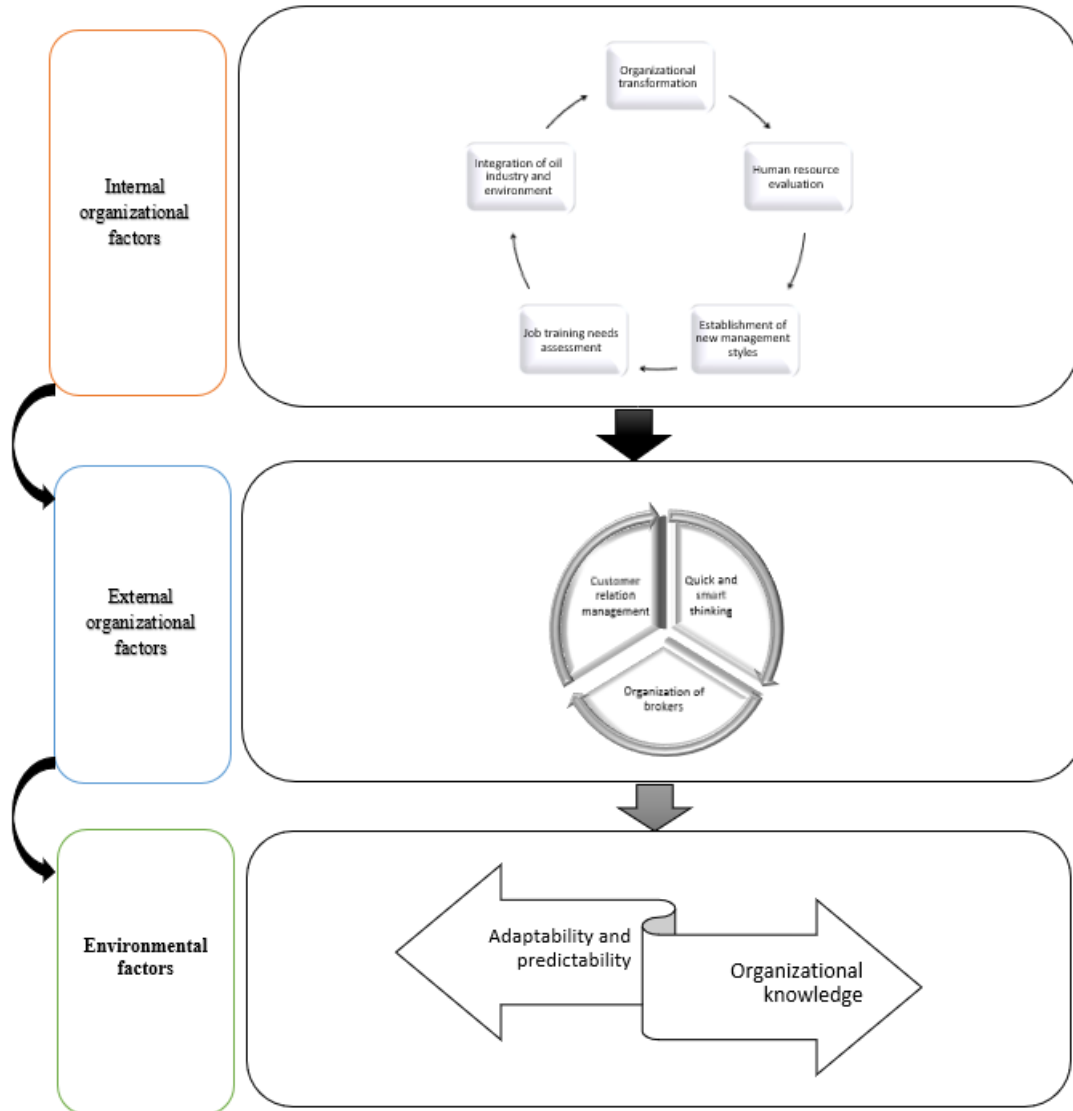 Internal
organizational
factors
Organizational
transformation
Human resource
evaluation
Establishment of
new management
styles
Job training needs
assessment
Integration of oil
industry and
environment
External
organizational
factors
Customer
relation
management
Quick and
smart
thinking
Organization of
brokers
Environmental
factors
Adaptability and
predictability
Organizational
knowledge